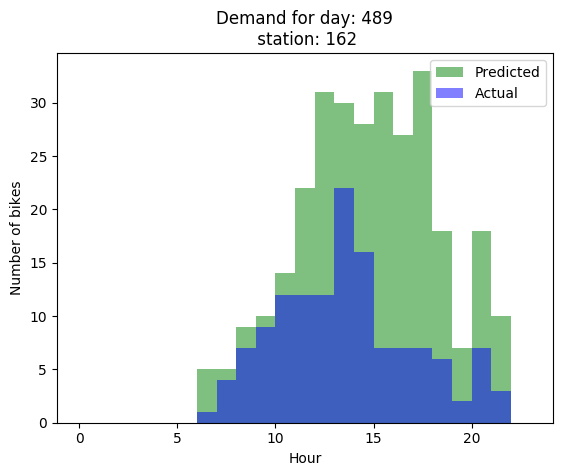 Demand for day: 489
station: 162
Predicted
Actual
Number of bikes
30
25
20
15
10
5
0
0
5
10
15
20
Hour